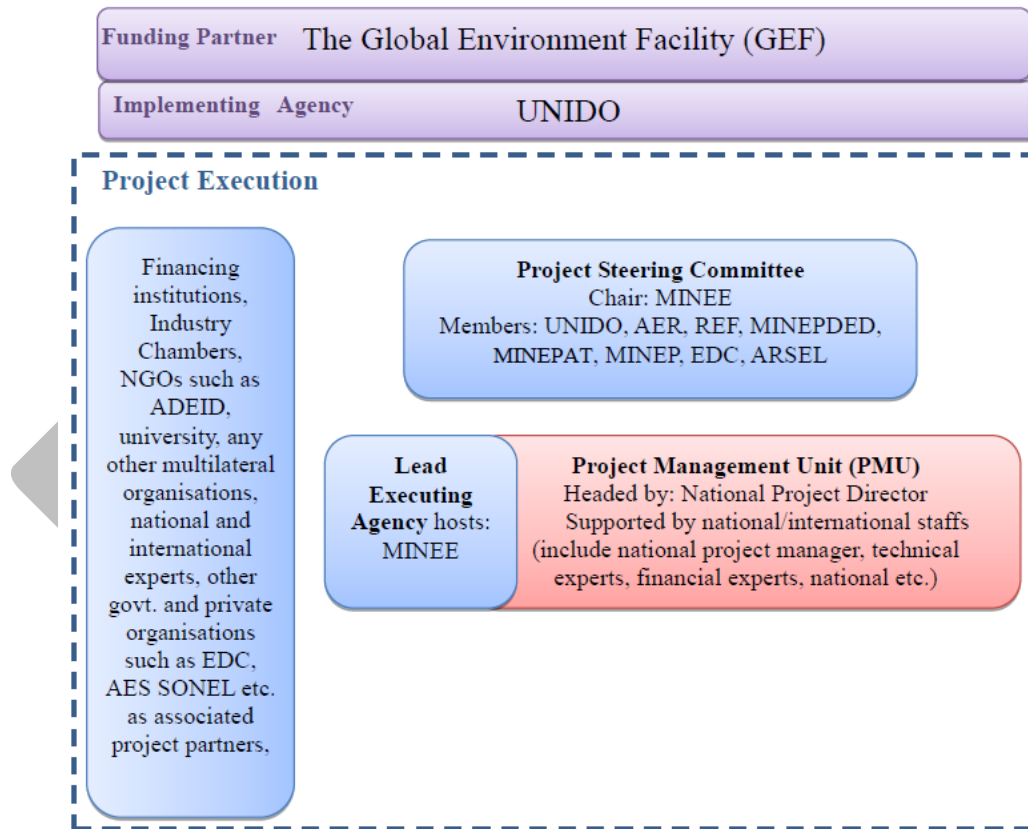 Funding Partner The Global Environment Facility (GEF)
Implementing Agency UNIDO
Project Execution
Financing
institutions,
Industry
Chambers,
NGOs such as
ADEID,
university, any
other multilateral
organisations,
national and
international
experts, other
govt. and private
organisations
such as EDC,
AES SONEL etc.
as associated
project partners,
Project Steering Committee
Chair: MINEE
Members: UNIDO, AER, REF, MINEPDED,
MINEPAT, MINEP, EDC, ARSEL
Lead
Executing
Agency hosts:
MINEE
Project Management Unit (PMU)
Headed by: National Project Director
Supported by national/international staffs
(include national project manager, technical
experts, financial experts, national etc.)